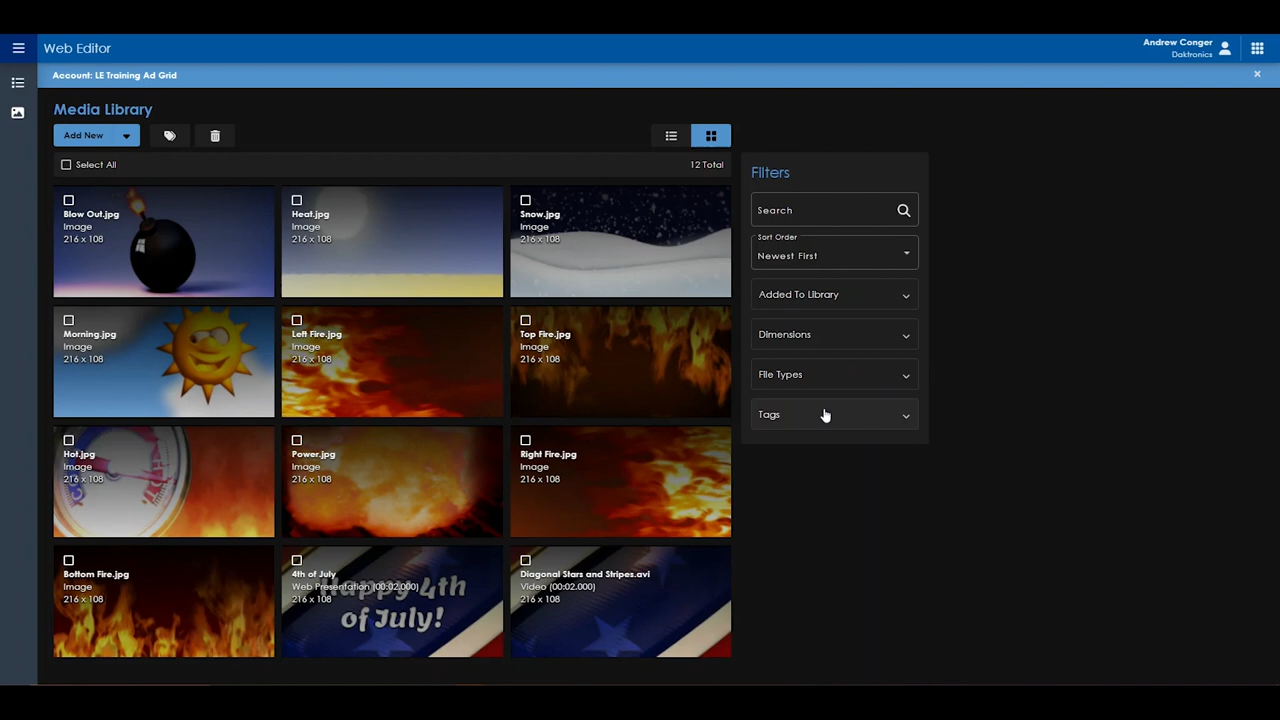 Web Editor
Andrew Conger
Daktronics
Account: LE Training Ad Grid
Media Library
Add New
Select All
12 Total
Blow Out.jpg
Image
216 x 108
Heat.jpg
Image
216 x 108
Snow.jpg
Image
216 x 108
Morning.jpg
Image
216 x 108
Left Fire.jpg
Image
216 x 108
Top Fire.jpg
Image
216 x 108
Hot.jpg
Image
216 x 108
Power.jpg
Image
216 x 108
Right Fire.jpg
Image
216 x 108
Bottom Fire.jpg
Image
216 x 108
4th of July
Web Presentation (00:02.000)
216 x 108
Happy 4th
of July!
Diagonal Stars and Stripes.avi
Video (00:02.000)
216 x 108
Filters
Search
Sort Order
Newest First
Added To Library
Dimensions
File Types
Tags